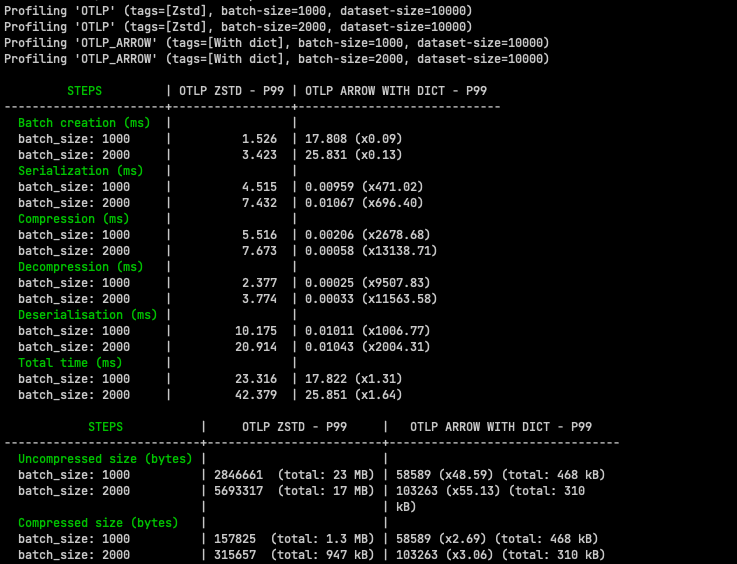 Profiling 'OTLP' (tags=[Zstd], batch-size=1000, dataset-size=10000)
Profiling 'OTLP' (tags=[Zstd], batch-size=2000, dataset-size=10000)
Profiling 'OTLP_ARROW' (tags=[With dict], batch-size=1000, dataset-size=10000)
Profiling 'OTLP_ARROW' (tags=[With dict], batch-size=2000, dataset-size=10000)
STEPS | OTLP ZSTD - P99 | OTLP ARROW WITH DICT - P99
-----------------------+-----------------+----------------------------
Batch creation (ms) | |
batch_size: 1000 | 1.526 | 17.808 (x0.09)
batch_size: 2000 | 3.423 | 25.831 (x0.13)
Serialization (ms) | |
batch_size: 1000 | 4.515 | 0.00959 (x471.02)
batch_size: 2000 | 7.432 | 0.01067 (x696.40)
Compression (ms) | |
batch_size: 1000 | 5.516 | 0.00206 (x2678.68)
batch_size: 2000 | 7.673 | 0.00058 (x13138.71)
Decompression (ms) | |
batch_size: 1000 | 2.377 | 0.00025 (x9507.83)
batch_size: 2000 | 3.774 | 0.00033 (x11563.58)
Deserialisation (ms) | |
batch_size: 1000 | 10.175 | 0.01011 (x1006.77)
batch_size: 2000 | 20.914 | 0.01043 (x2004.31)
Total time (ms) | |
batch_size: 1000 | 23.316 | 17.822 (x1.31)
batch_size: 2000 | 42.379 | 25.851 (x1.64)
STEPS | OTLP ZSTD - P99 | OTLP ARROW WITH DICT - P99
----------------------------+------------------------+--------------------------------
Uncompressed size (bytes) | |
batch_size: 1000 | 2846661 (total: 23 MB) | 58589 (x48.59) (total: 468 kB)
batch_size: 2000 | 5693317 (total: 17 MB) | 103263 (x55.13) (total: 310
| | kB)
Compressed size (bytes) | |
batch_size: 1000 | 157825 (total: 1.3 MB) | 58589 (x2.69) (total: 468 kB)
batch_size: 2000 | 315657 (total: 947 kB) | 103263 (x3.06) (total: 310 kB)